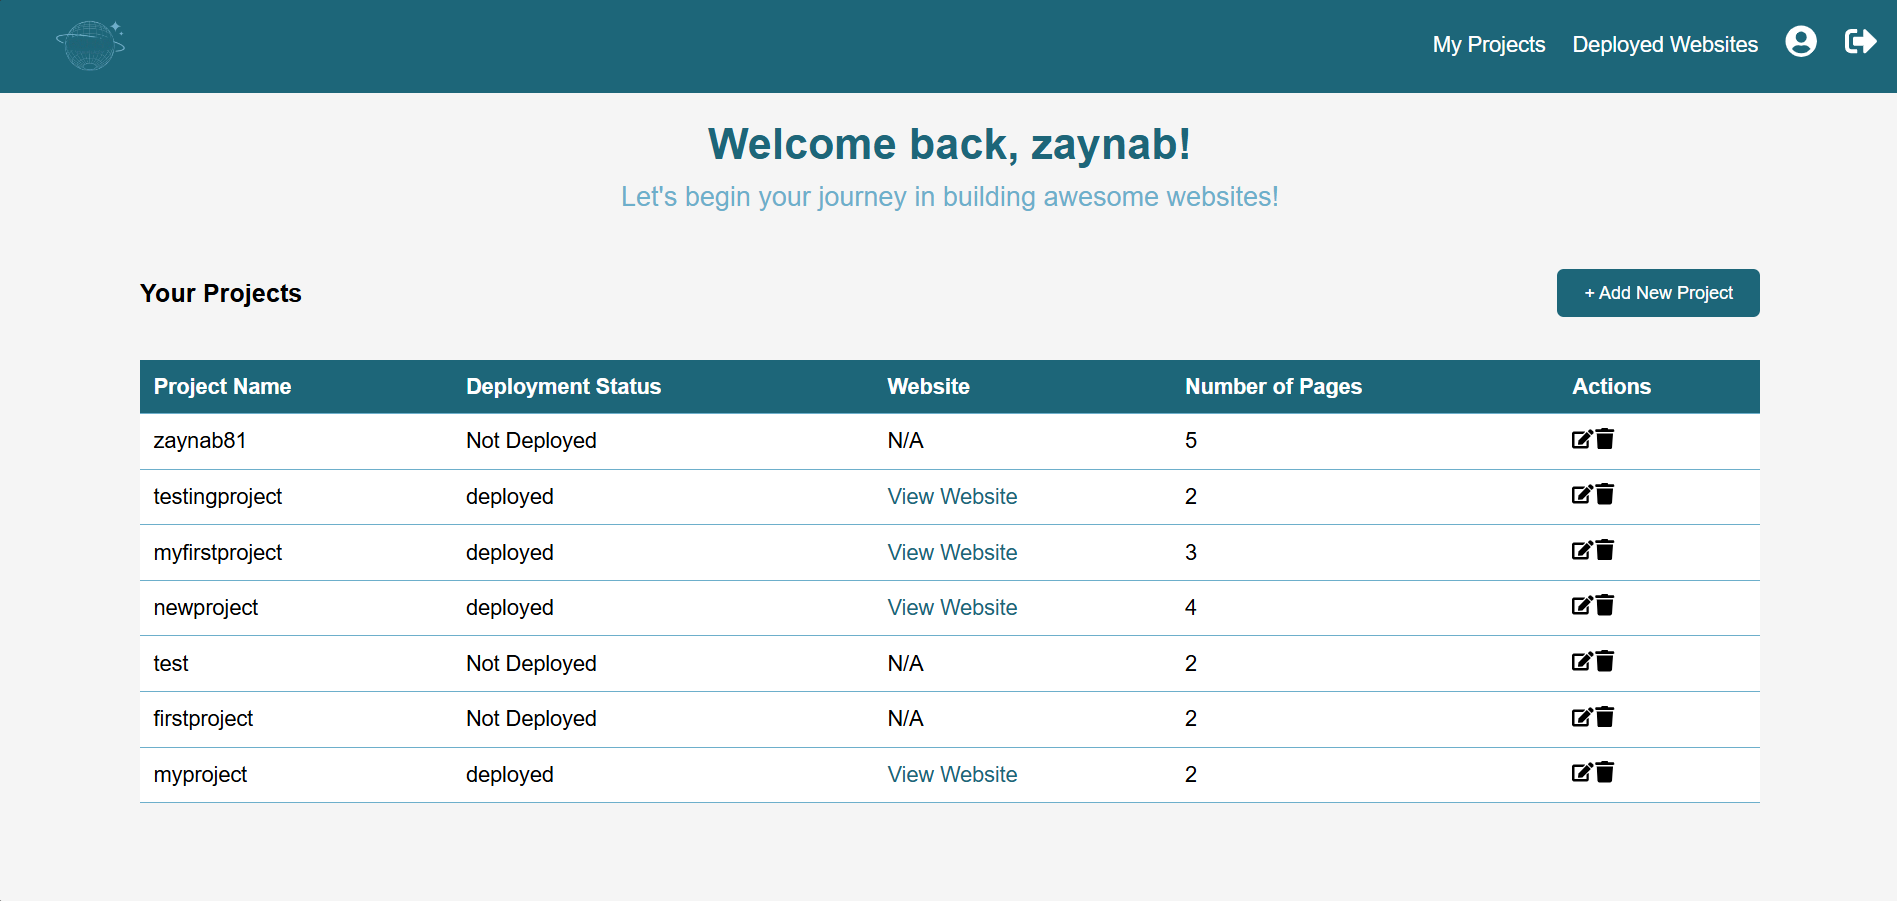 My Projects Deployed Websites
Welcome back, zaynab!
Let's begin your journey in building awesome websites!
Your Projects + Add New Project
Project Name Deployment Status Website Number of Pages Actions
zaynab81 Not Deployed N/A 5
testingproject deployed View Website 2
myfirstproject deployed View Website 3
newproject deployed View Website 4
test Not Deployed N/A 2
firstproject Not Deployed N/A 2
myproject deployed View Website 2